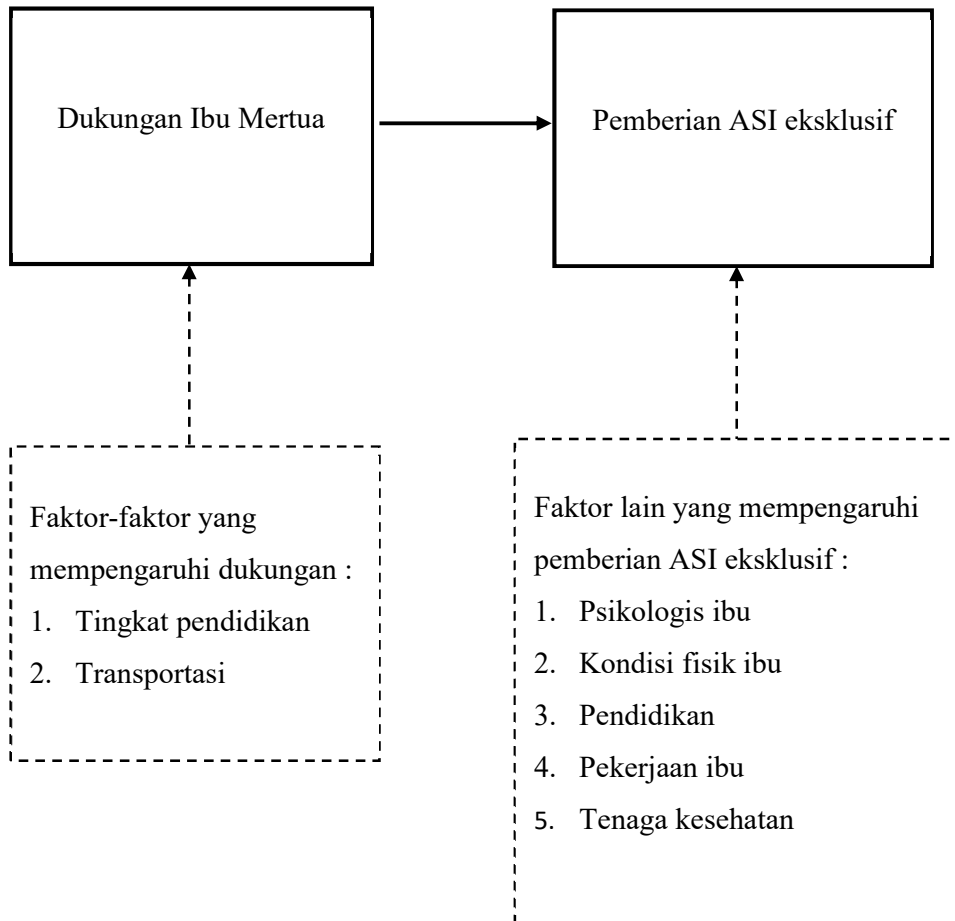 Dukungan Ibu Mertua
Pemberian ASI eksklusif
Faktor-faktor yang
mempengaruhi dukungan :
1. Tingkat pendidikan
2. Transportasi
Faktor lain yang mempengaruhi
pemberian ASI eksklusif :
1. Psikologis ibu
2. Kondisi fisik ibu
3. Pendidikan
4. Pekerjaan ibu
5. Tenaga kesehatan